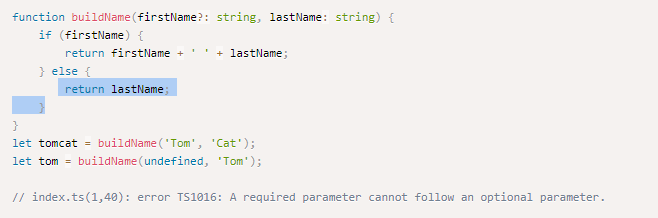 function buildName(firstName?: string, lastName: string) {
    if (firstName) {
        return firstName + ' ' + lastName;
    } else {
        return lastName;
    }
}
let tomcat = buildName('Tom', 'Cat');
let tom = buildName(undefined, 'Tom');
// index.ts(1,40): error TS1016: A required parameter cannot follow an optional parameter.